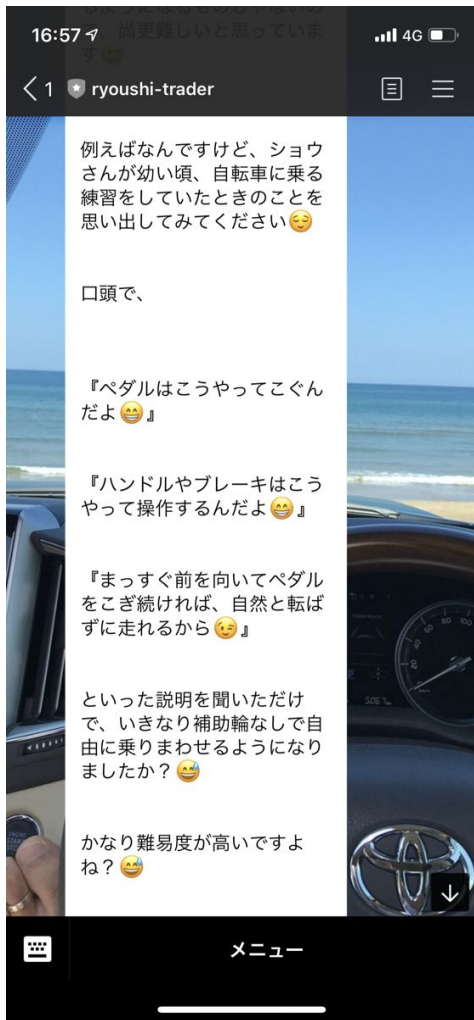 16:57
4G
1 ryoushi-trader
す😅
例えばなんですけど、ショウ
さんが幼い頃、自転車に乗る
練習をしていたときのことを
思い出してみてください😌
口頭で、
『ペダルはこうやってこぐん
だよ😁』
『ハンドルやブレーキはこう
やって操作するんだよ😁』
『まっすぐ前を向いてペダル
をこぎ続ければ、自然と転ば
ずに走れるから😉』
といった説明を聞いただけ
で、いきなり補助輪なしで自
由に乗りまわせるようになり
ましたか？😅
かなり難易度が高いですよ
ね？😅
メニュー